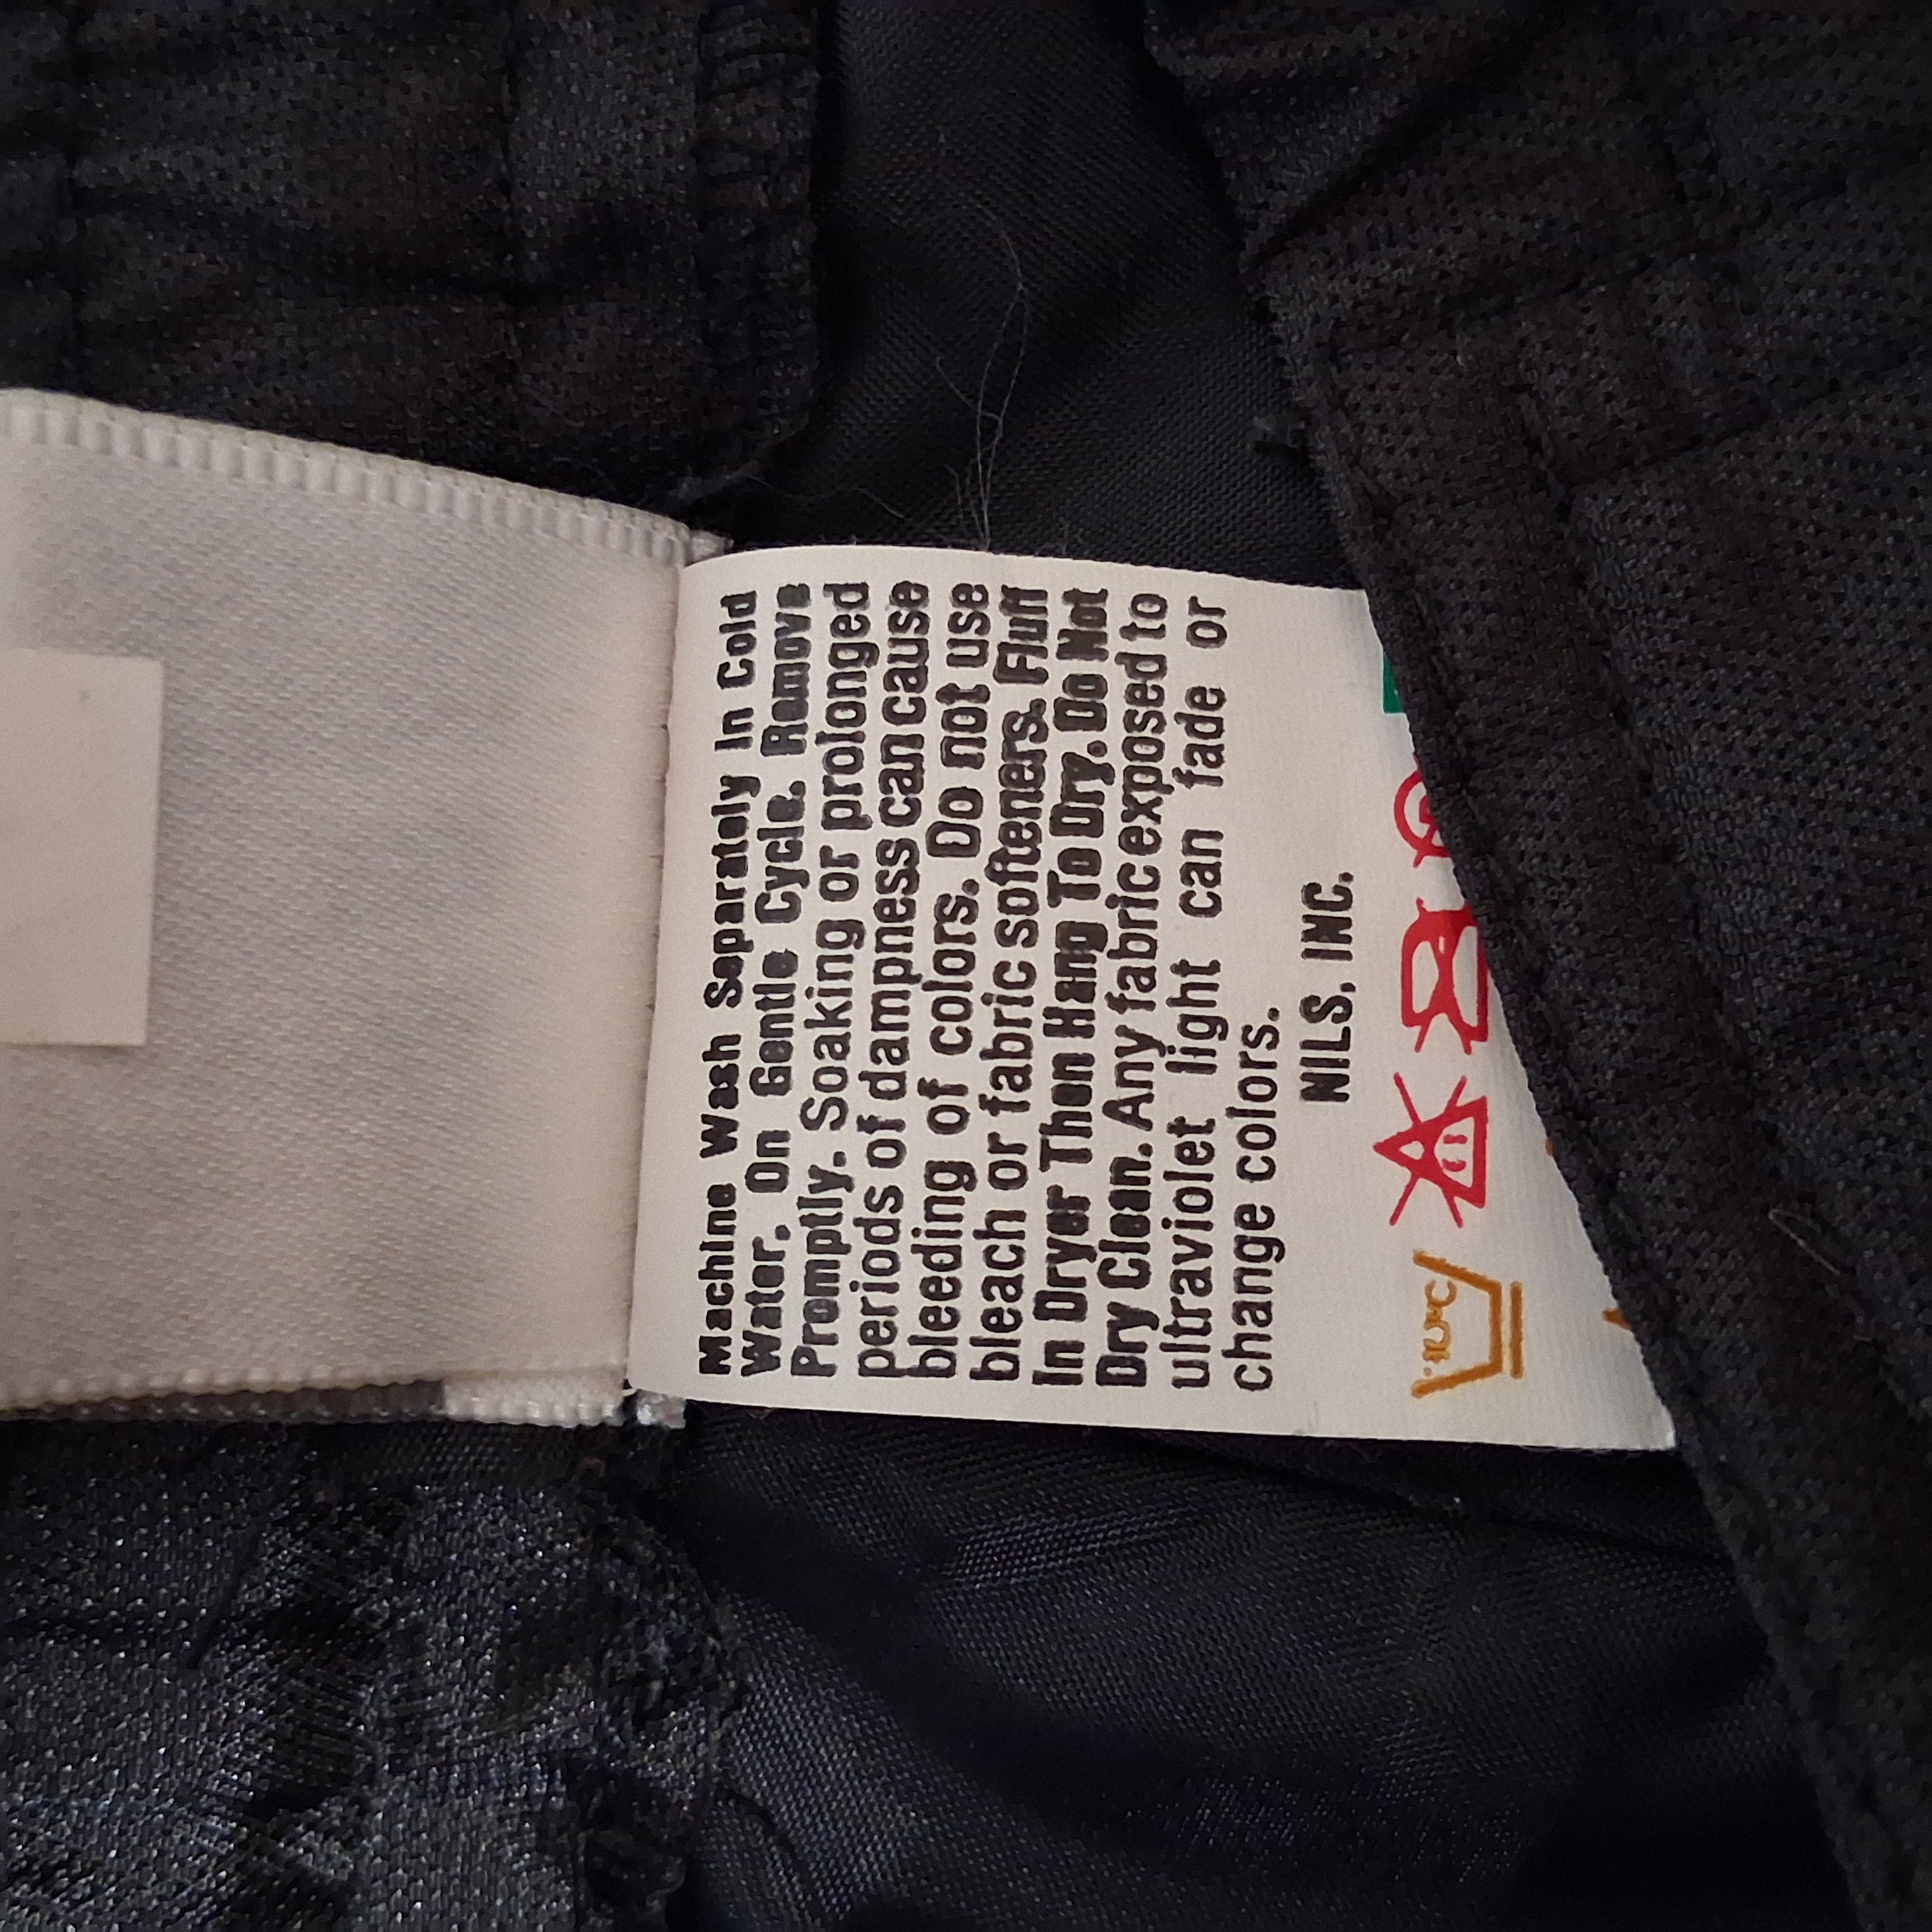 Machine Wash Separately In Cold
Water, On Gentle Cycle. Remove
Promptly. Soaking or prolonged
periods of dampness can cause
bleeding of colors. Do not use
bleach or fabric softeners. Fluff
In Dryer Then Hang To Dry. Do Not
Dry Clean. Any fabric exposed to
ultraviolet light can fade or
change colors.
NILS, INC.